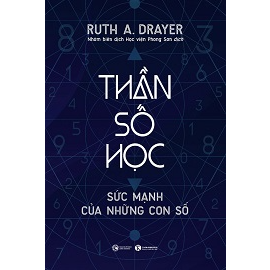 RUTH A. DRAYER
Nhóm biên dịch Học viện Phong Sơn dịch
THẦN
SỐ
HỌC
SỨC MẠNH
CỦA NHỮNG CON SỐ